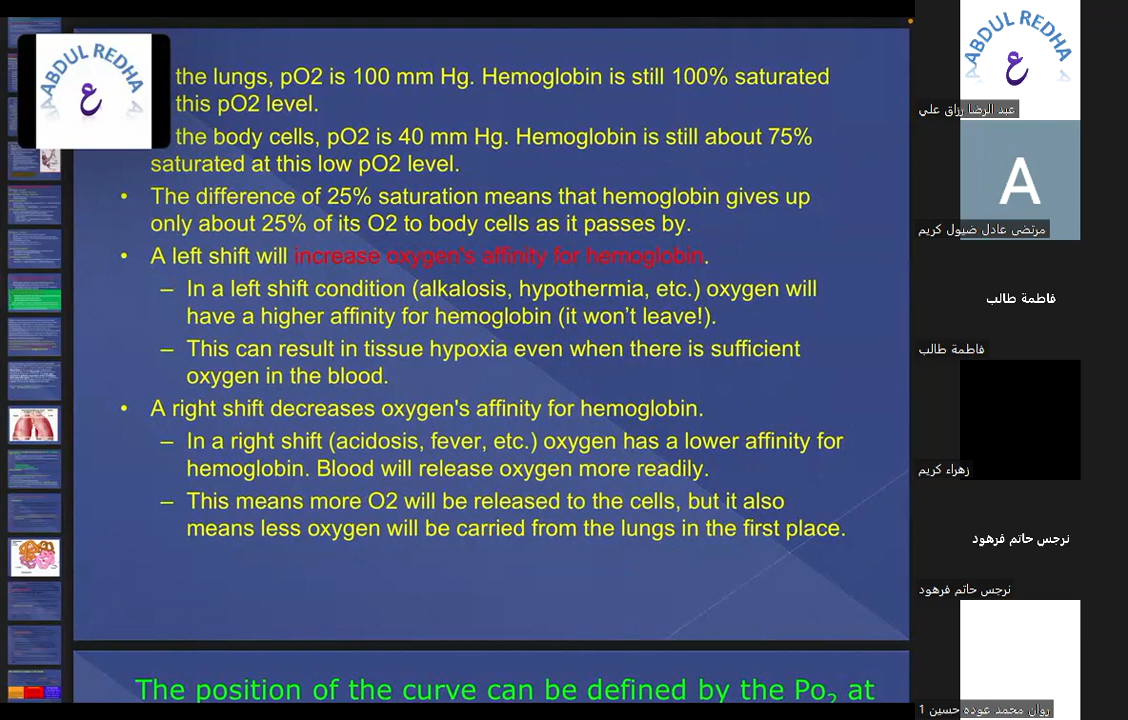 ABDUL REDHA
ع
the lungs, pO2 is 100 mm Hg. Hemoglobin is still 100% saturated
this pO2 level.
the body cells, pO2 is 40 mm Hg. Hemoglobin is still about 75%
saturated at this low pO2 level.
• The difference of 25% saturation means that hemoglobin gives up
only about 25% of its O2 to body cells as it passes by.
• A left shift will increase oxygen's affinity for hemoglobin.
– In a left shift condition (alkalosis, hypothermia, etc.) oxygen will
have a higher affinity for hemoglobin (it won’t leave!).
– This can result in tissue hypoxia even when there is sufficient
oxygen in the blood.
• A right shift decreases oxygen's affinity for hemoglobin.
– In a right shift (acidosis, fever, etc.) oxygen has a lower affinity for
hemoglobin. Blood will release oxygen more readily.
– This means more O2 will be released to the cells, but it also
means less oxygen will be carried from the lungs in the first place.
The position of the curve can be defined by the Po2 at
ABDUL REDHA
ع
عبد الرضا رزاق علي
A
مرتضى عادل ضيول كريم
فاطمة طالب
فاطمة طالب
زهراء كريم
نرجس حاتم فرهود
نرجس حاتم فرهود
روان محمد عوده حسين 1